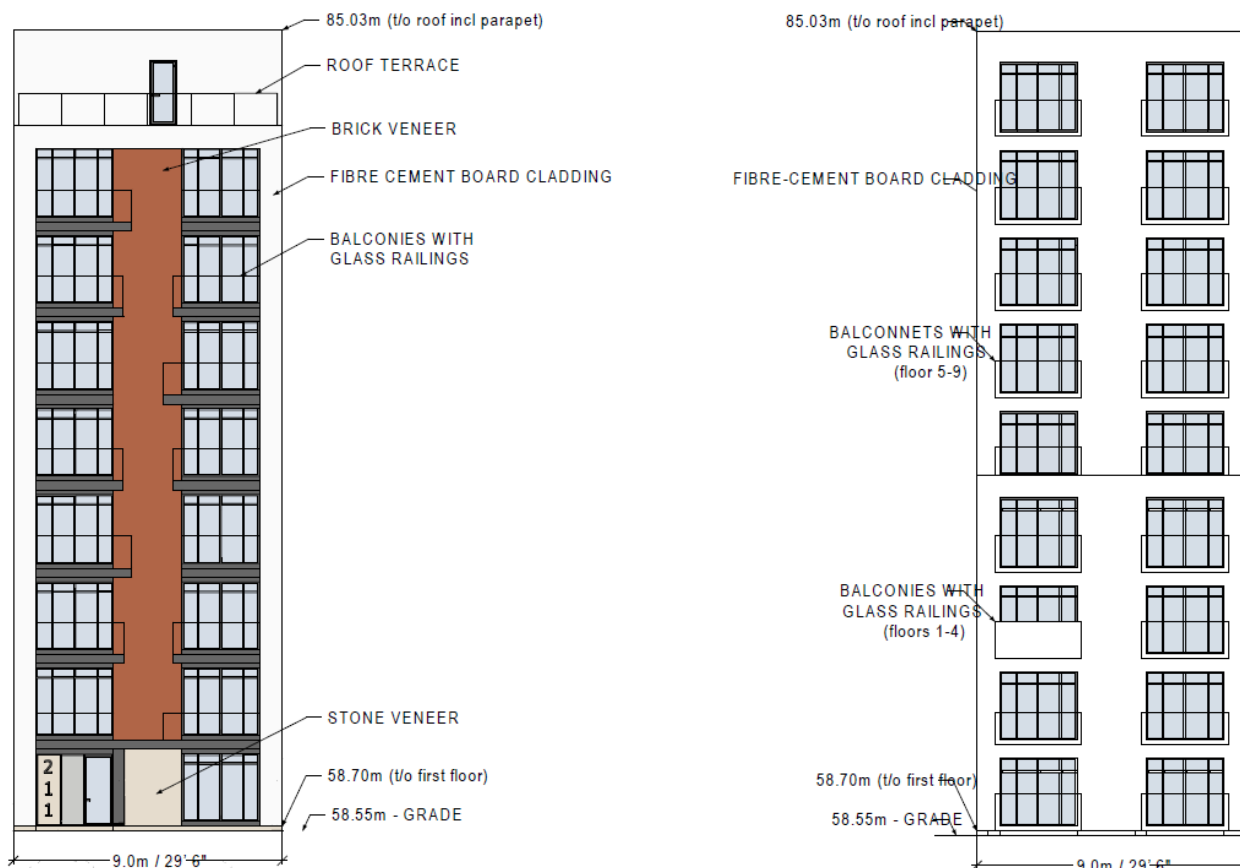 85.03m (t/o roof incl parapet)
ROOF TERRACE
BRICK VENEER
FIBRE CEMENT BOARD CLADDING
BALCONIES WITH
GLASS RAILINGS
STONE VENEER
58.70m (t/o first floor)
58.55m - GRADE
2
1
1
9.0m / 29'-6"
85.03m (t/o roof incl parapet)
FIBRE-CEMENT BOARD CLADDING
BALCONNETS WITH
GLASS RAILINGS
(floor 5-9)
BALCONIES WITH
GLASS RAILINGS
(floors 1-4)
58.70m (t/o first floor)
58.55m - GRADE
9.0m / 29'-6"